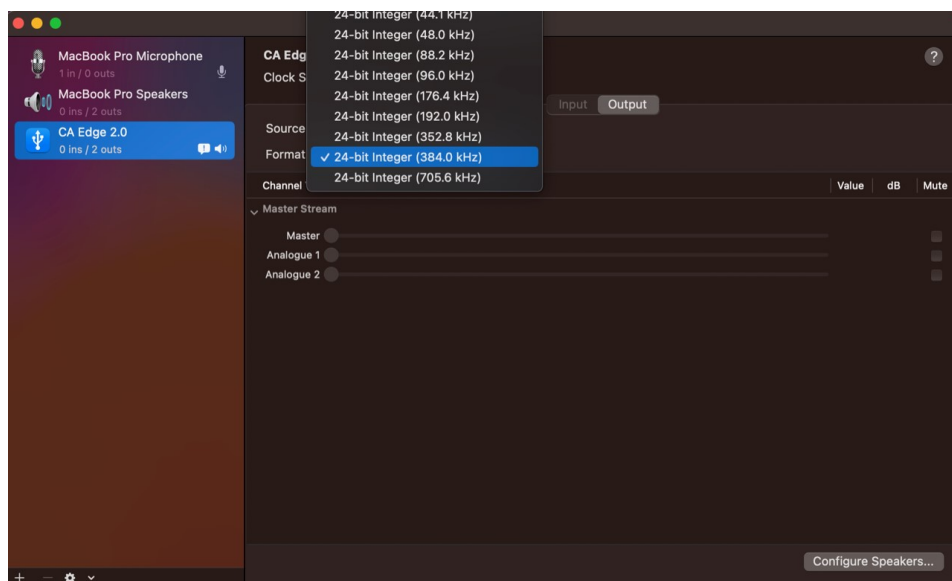 MacBook Pro Microphone
1 in / 0 outs
MacBook Pro Speakers
0 ins / 2 outs
CA Edge 2.0
0 ins / 2 outs
24-bit Integer (44.1 kHz)
24-bit Integer (48.0 kHz)
24-bit Integer (88.2 kHz)
24-bit Integer (96.0 kHz)
24-bit Integer (176.4 kHz)
24-bit Integer (192.0 kHz)
24-bit Integer (352.8 kHz)
✓ 24-bit Integer (384.0 kHz)
24-bit Integer (705.6 kHz)
CA Edg
?
Clock S
Input Output
Source
Format
Channel Value dB Mute
Master Stream
Master
Analogue 1
Analogue 2
Configure Speakers...